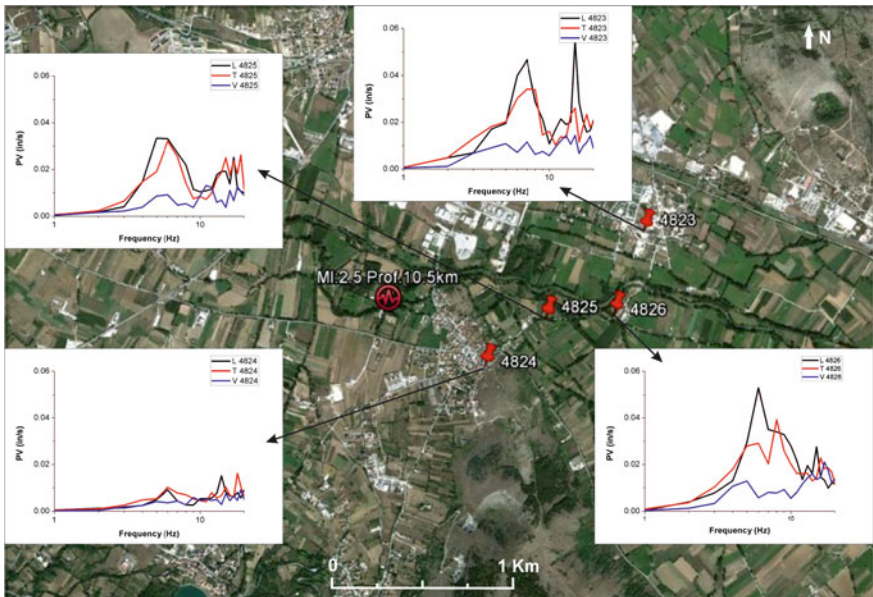 L 4825
T 4825
V 4825
0.06
0.04
0.02
0.00
PV (in/s)
1
10
Frequency (Hz)
L 4823
T 4823
V 4823
0.06
0.04
0.02
0.00
PV (in/s)
1
10
Frequency (Hz)
N
4823
Ml.2.5 Prof.10.5km
4825
4826
4824
L 4824
T 4824
V 4824
0.06
0.04
0.02
0.00
PV (in/s)
1
10
Frequency (Hz)
L 4826
T 4826
V 4826
0.06
0.04
0.02
0.00
PV (in/s)
1
10
Frequency (Hz)
0
1 Km